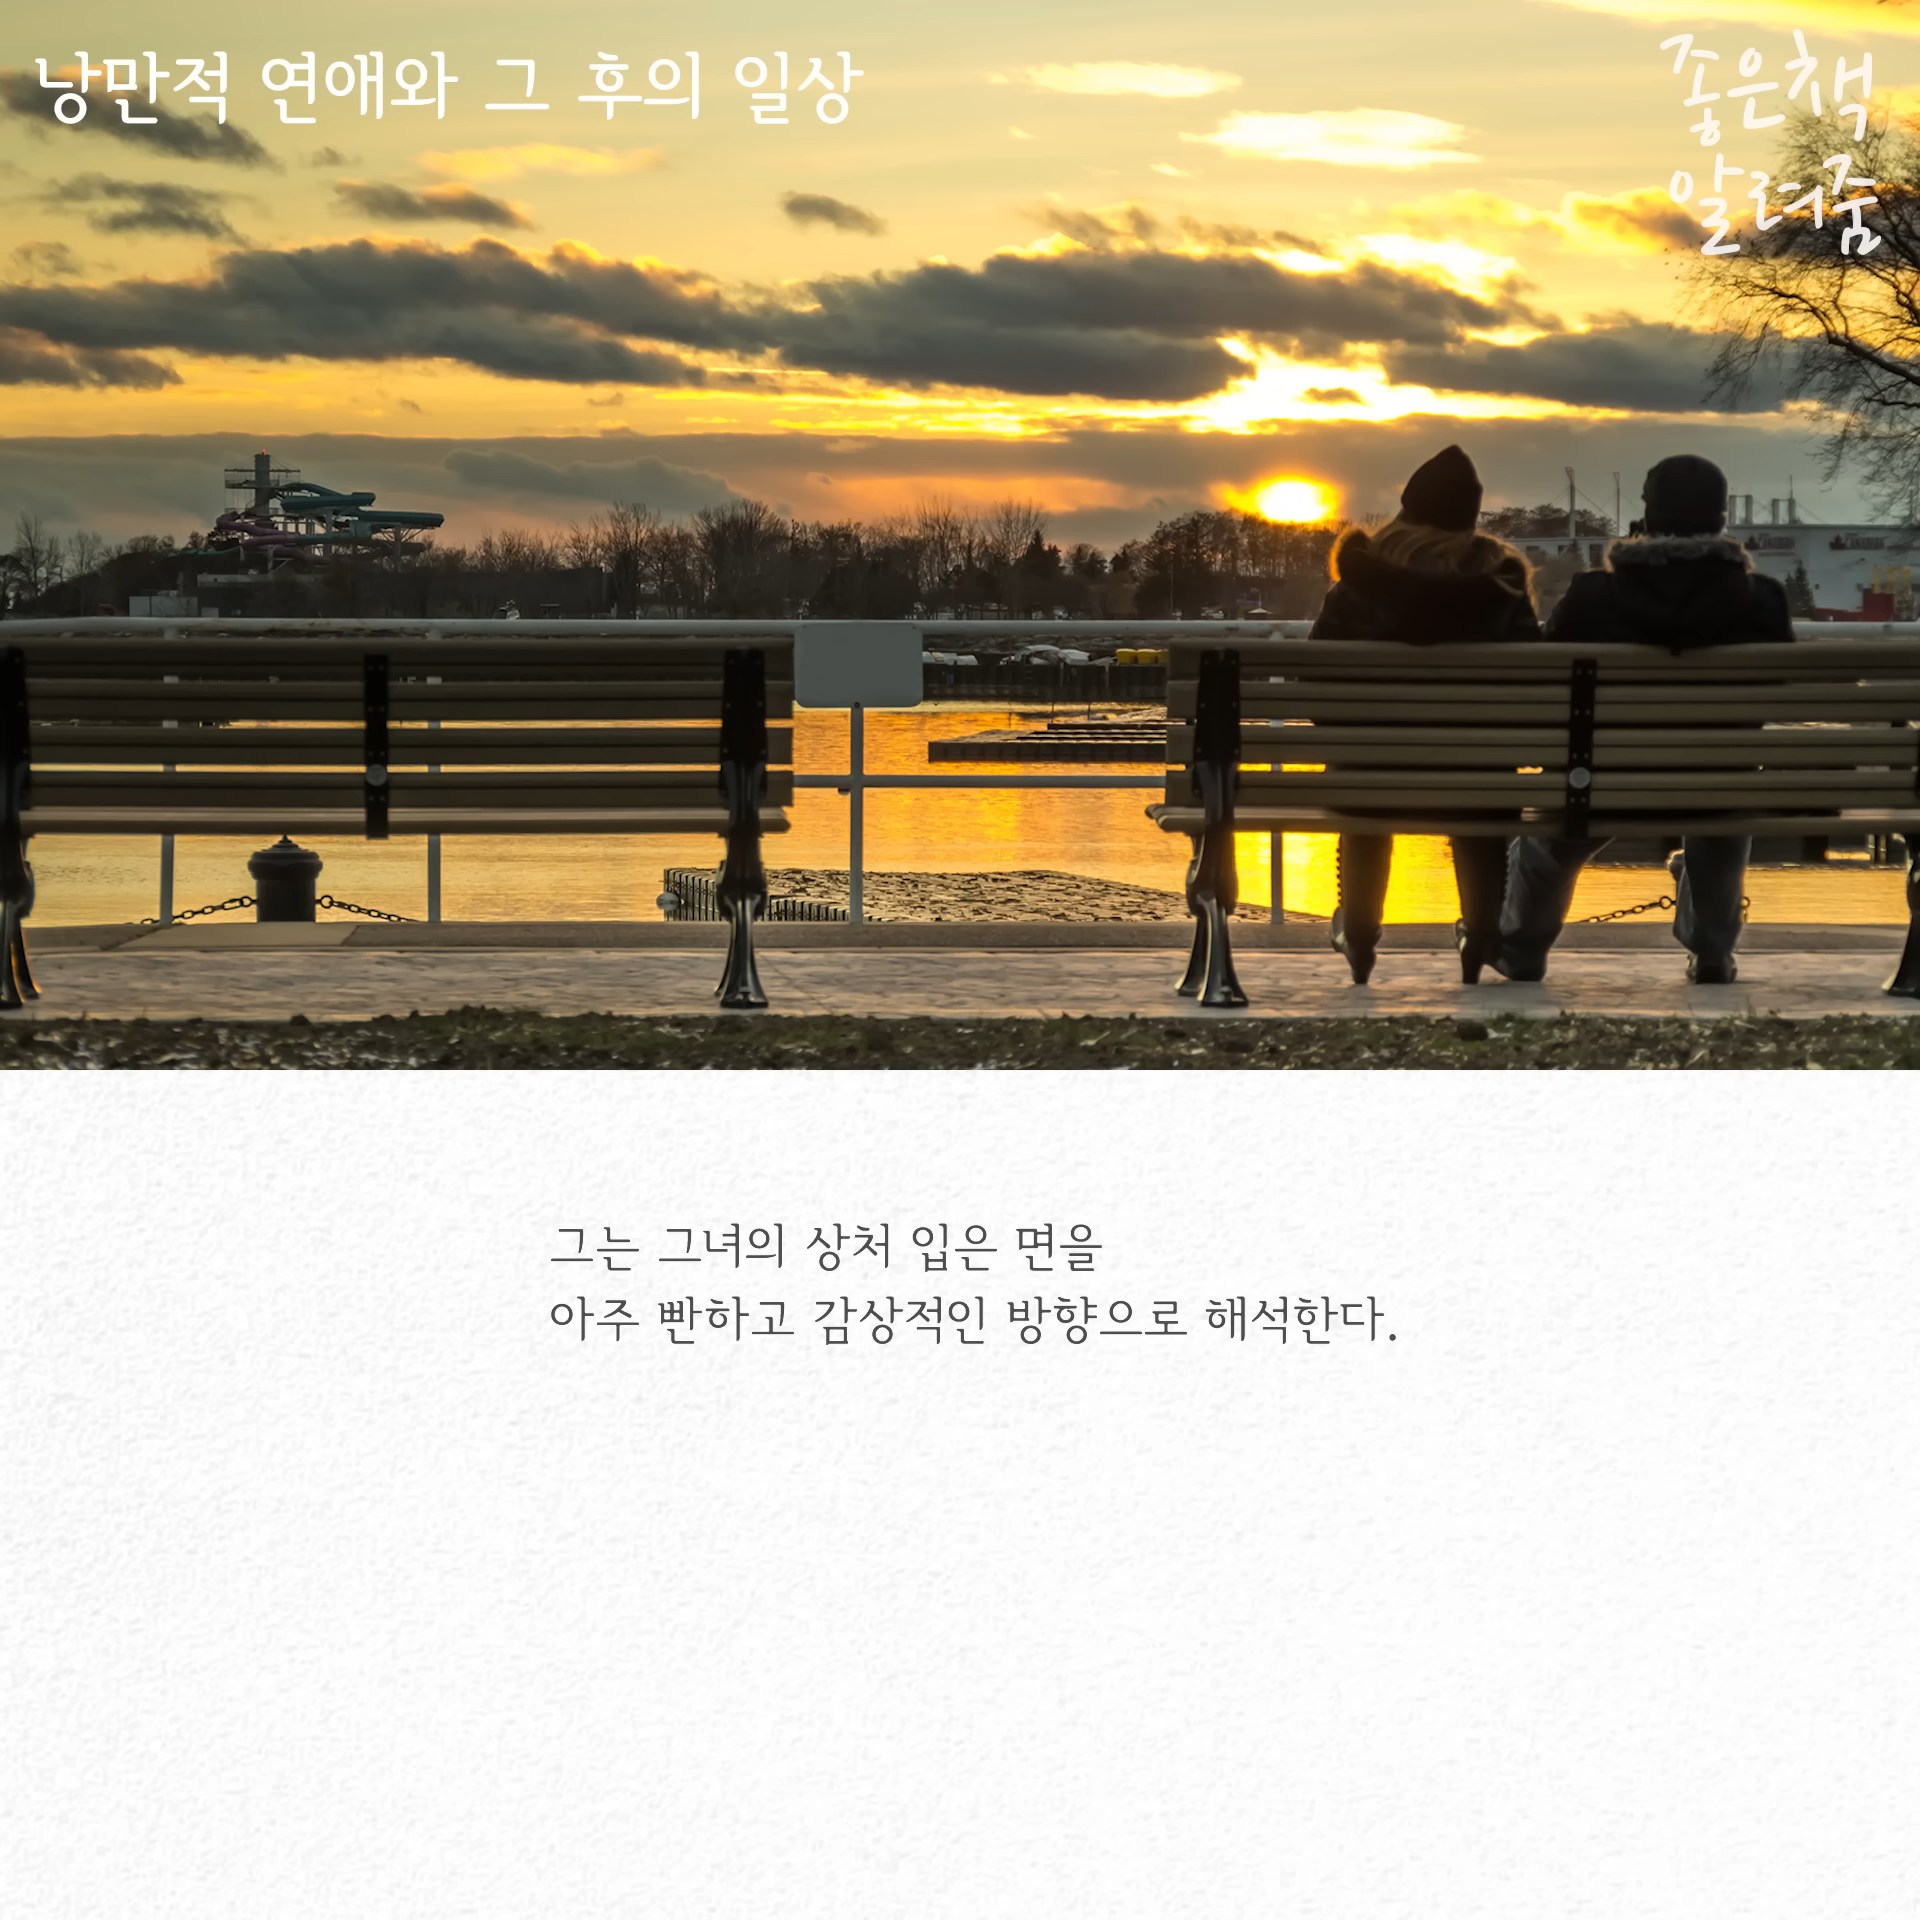 낭만적 연애와 그 후의 일상
좋은책
알려줌
그는 그녀의 상처 입은 면을
아주 빤하고 감상적인 방향으로 해석한다.